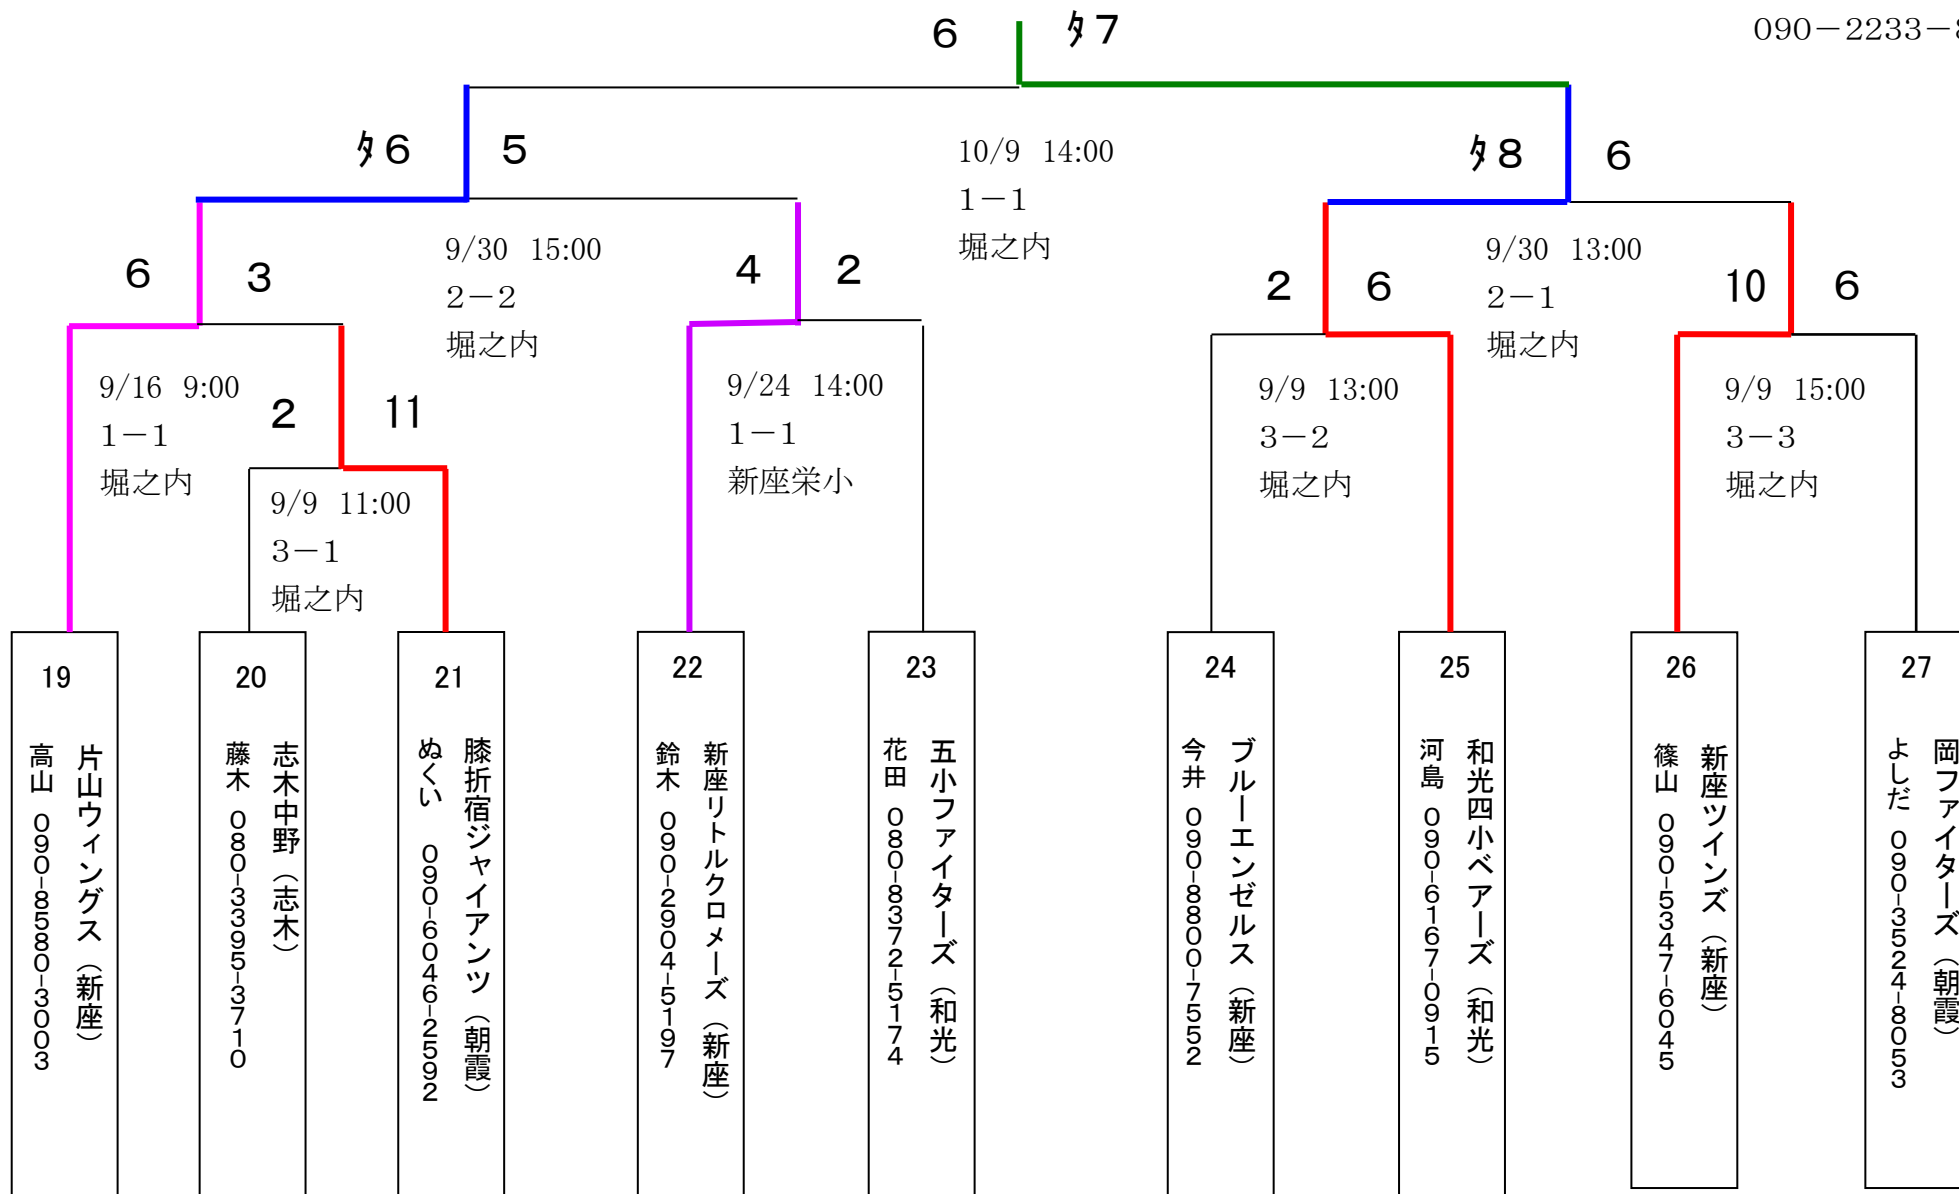 6
ﾀ7
090－2233－8
ﾀ6
5
10/9 14:00
1－1
堀之内
ﾀ8
6
6
3
9/30 15:00
2－2
堀之内
4
2
2
6
9/30 13:00
2－1
堀之内
10
6
9/16 9:00
1－1
堀之内
2
11
9/24 14:00
1－1
新座栄小
9/9 13:00
3－2
堀之内
9/9 15:00
3－3
堀之内
9/9 11:00
3－1
堀之内
19
片山ウィングス（新座）
高山 090-8580-3003
20
志木中野（志木）
藤木 080-3395-3710
21
膝折宿ジャイアンツ（朝霞）
ぬくい 090-6046-2592
22
新座リトルクロメーズ（新座）
鈴木 090-2904-5197
23
五小ファイターズ（和光）
花田 080-8372-5174
24
ブルーエンゼルス（新座）
今井 090-8800-7552
25
和光四小ベアーズ（和光）
河島 090-6167-0915
26
新座ツインズ（新座）
篠山 090-5347-6045
27
岡ファイターズ（朝霞）
よしだ 090-3524-8053